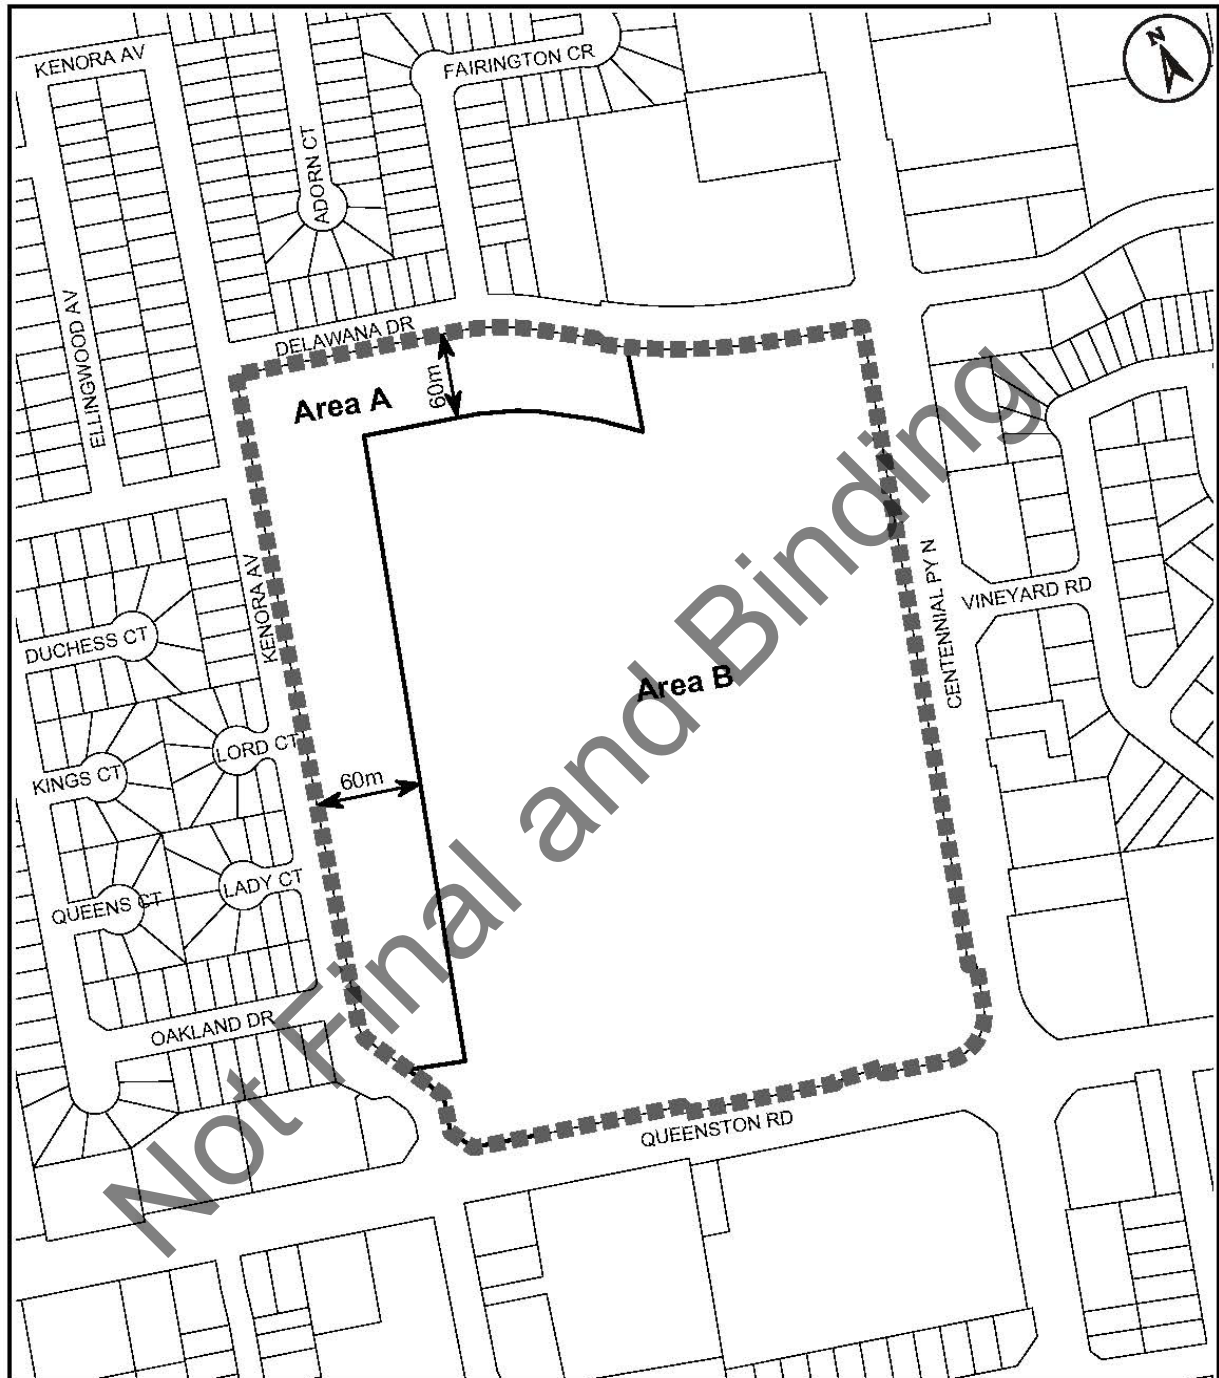 KENORA AV
FAIRINGTON CR
N
ADORN CT
ELLINGWOOD AV
DELAWANA DR
60m
Area A
KENORA AV
CENTENNIAL PY N
VINEYARD RD
DUCHESS CT
Area B
LORD CT
KINGS CT
60m
LADY CT
QUEENS CT
OAKLAND DR
QUEENSTON RD
Not Final and Binding